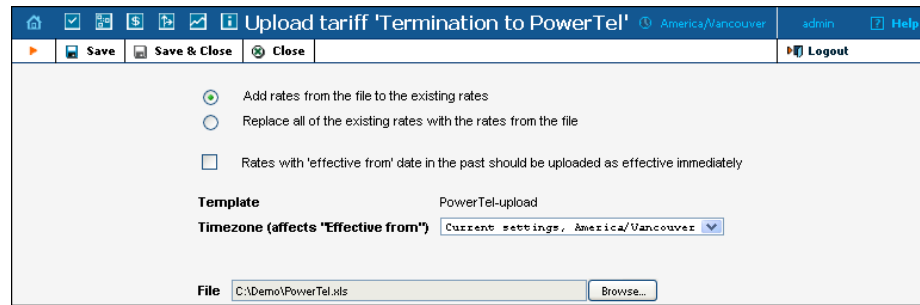 Upload tariff 'Termination to PowerTel' America/Vancouver admin ? Help
Save Save & Close Close Logout
Add rates from the file to the existing rates
Replace all of the existing rates with the rates from the file
Rates with 'effective from' date in the past should be uploaded as effective immediately
Template PowerTel-upload
Timezone (affects "Effective from") Current settings, America/Vancouver
File C:\Demo\PowerTel.xls Browse...